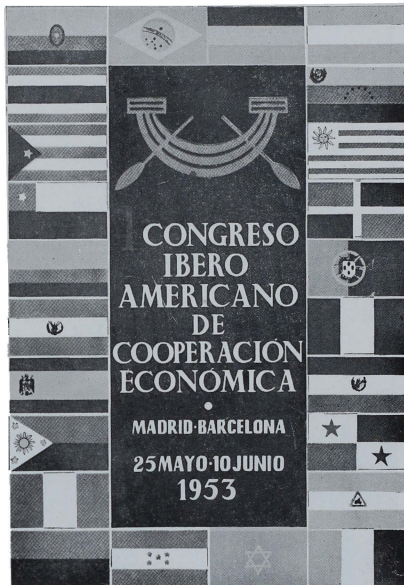 I CONGRESO
IBERO
AMERICANO
DE
COOPERACIÓN
ECONÓMICA
•
MADRID·BARCELONA
25 MAYO·10 JUNIO
1953